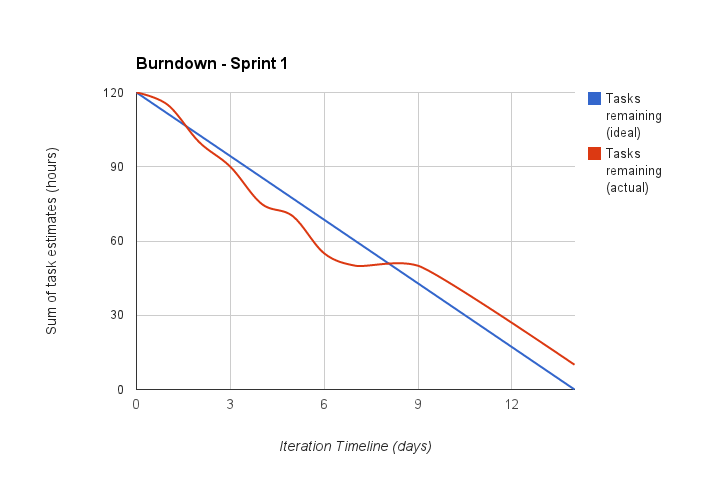 Burndown - Sprint 1
120
90
60
30
0
0 3 6 9 12
Sum of task estimates (hours)
Iteration Timeline (days)
Tasks
remaining
(ideal)
Tasks
remaining
(actual)